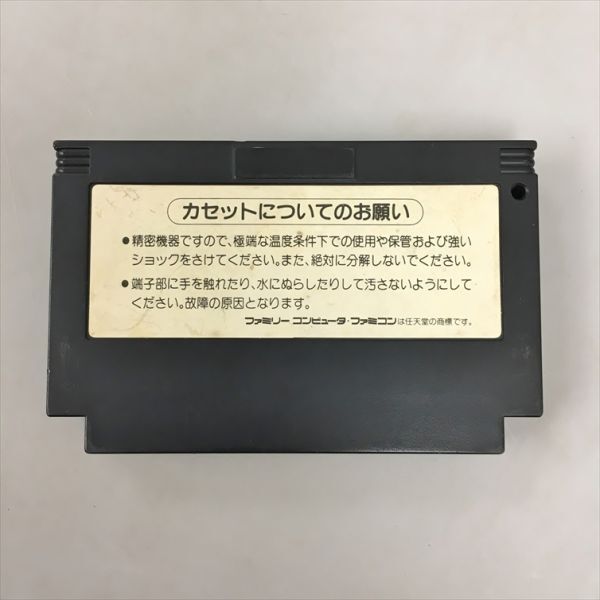 カセットについてのお願い
●精密機器ですので、極端な温度条件下での使用や保管および強い
ショックをさけてください。また、絶対に分解しないでください。
●端子部に手を触れたり、水にぬらしたりして汚さないようにして
ください。故障の原因となります。
ファミリー コンピュータ・ファミコンは任天堂の商標です。